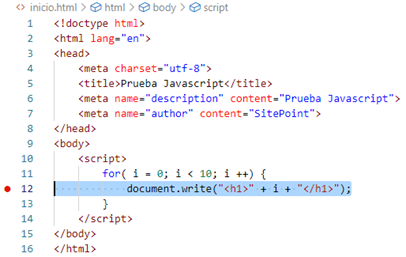 inicio.html > html > body > script
1 <!doctype html>
2 <html lang="en">
3 <head>
4 <meta charset="utf-8">
5 <title>Prueba Javascript</title>
6 <meta name="description" content="Prueba Javascript">
7 <meta name="author" content="SitePoint">
8 </head>
9 <body>
10 <script>
11 for( i = 0; i < 10; i ++) {
12 document.write("<h1>" + i + "</h1>");
13 }
14 </script>
15 </body>
16 </html>